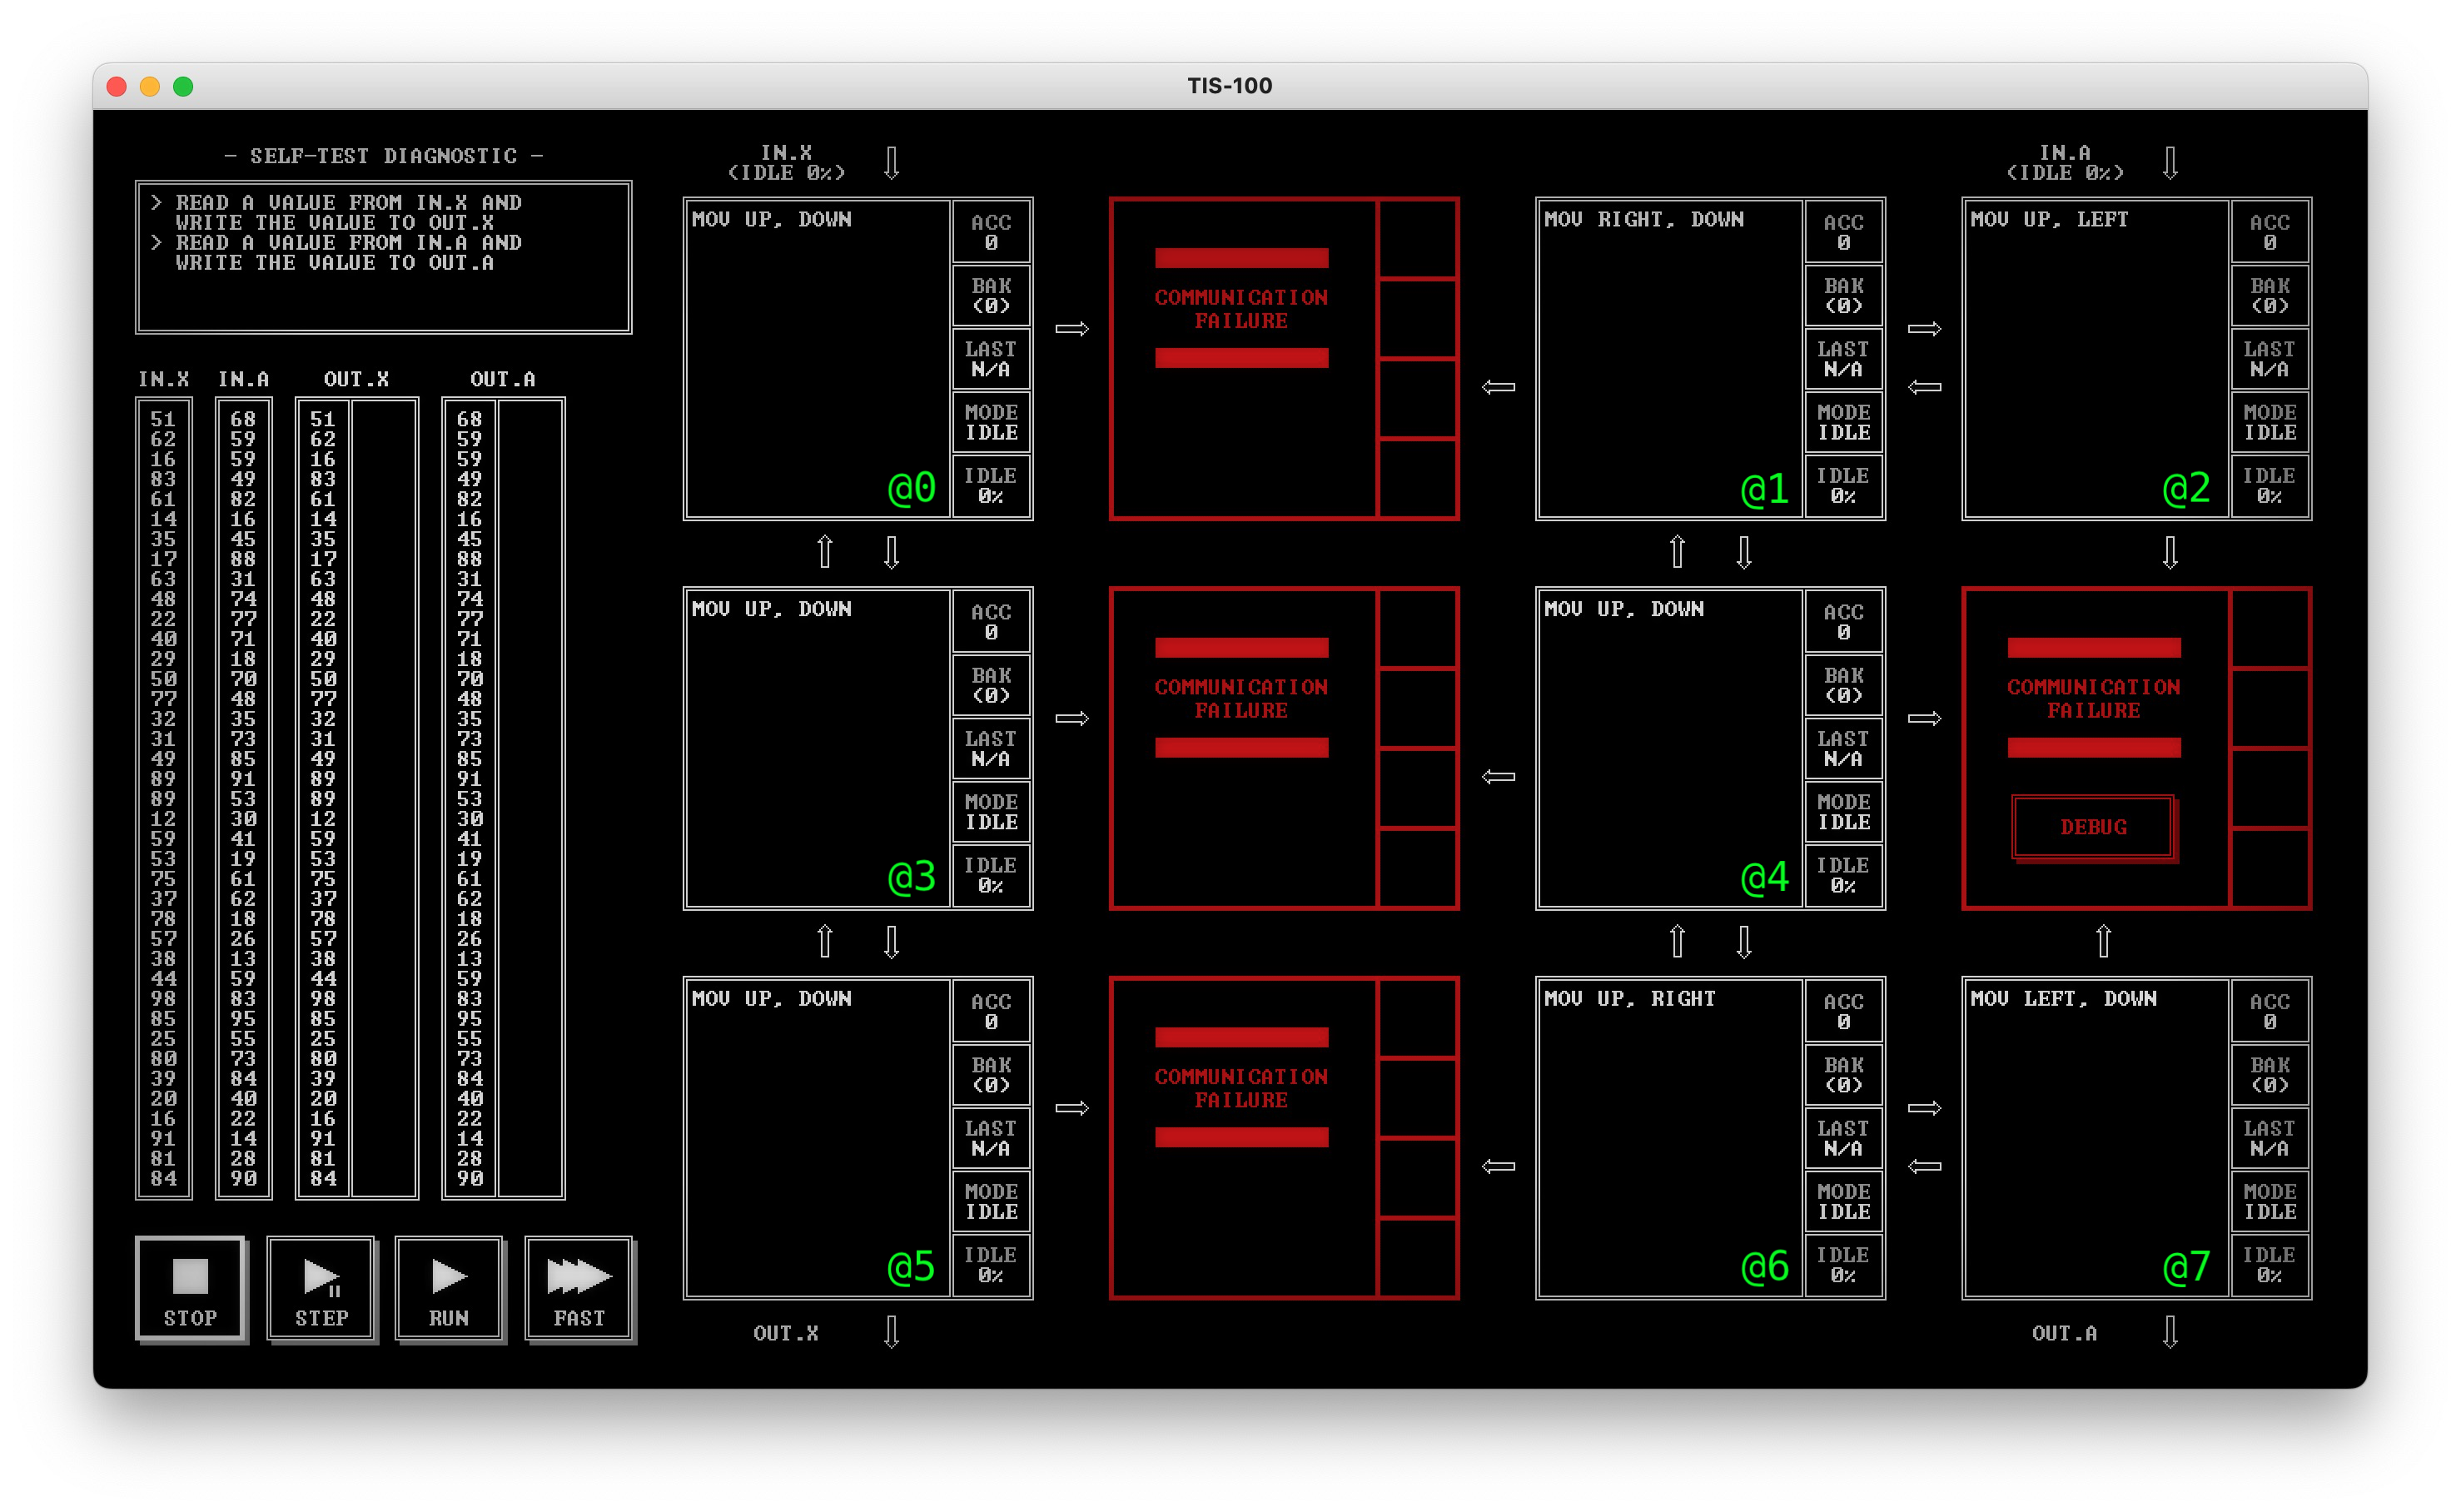 TIS-100
- SELF-TEST DIAGNOSTIC -
> READ A VALUE FROM IN.X AND
WRITE THE VALUE TO OUT.X
> READ A VALUE FROM IN.A AND
WRITE THE VALUE TO OUT.A
IN.X IN.A OUT.X OUT.A
51 68 51 68
62 59 62 59
16 59 16 59
83 49 83 49
61 82 61 82
14 16 14 16
35 45 35 45
17 88 17 88
63 31 63 31
48 74 48 74
22 77 22 77
40 71 40 71
29 18 29 18
50 70 50 70
77 48 77 48
32 35 32 35
31 73 31 73
49 85 49 85
89 91 89 91
89 53 89 53
12 30 12 30
59 41 59 41
53 19 53 19
75 61 75 61
37 62 37 62
78 18 78 18
57 26 57 26
38 13 38 13
44 59 44 59
98 83 98 83
85 95 85 95
25 55 25 55
80 73 80 73
39 84 39 84
20 40 20 40
16 22 16 22
91 14 91 14
81 28 81 28
84 90 84 90
STOP STEP RUN FAST
IN.X
(IDLE 0%)
IN.A
(IDLE 0%)
MOV UP, DOWN
@0
ACC
0
BAK
(0)
LAST
N/A
MODE
IDLE
IDLE
0%
COMMUNICATION
FAILURE
MOV RIGHT, DOWN
@1
ACC
0
BAK
(0)
LAST
N/A
MODE
IDLE
IDLE
0%
MOV UP, LEFT
@2
ACC
0
BAK
(0)
LAST
N/A
MODE
IDLE
IDLE
0%
MOV UP, DOWN
@3
ACC
0
BAK
(0)
LAST
N/A
MODE
IDLE
IDLE
0%
COMMUNICATION
FAILURE
MOV UP, DOWN
@4
ACC
0
BAK
(0)
LAST
N/A
MODE
IDLE
IDLE
0%
COMMUNICATION
FAILURE
DEBUG
MOV UP, DOWN
@5
ACC
0
BAK
(0)
LAST
N/A
MODE
IDLE
IDLE
0%
COMMUNICATION
FAILURE
MOV UP, RIGHT
@6
ACC
0
BAK
(0)
LAST
N/A
MODE
IDLE
IDLE
0%
MOV LEFT, DOWN
@7
ACC
0
BAK
(0)
LAST
N/A
MODE
IDLE
IDLE
0%
OUT.X
OUT.A